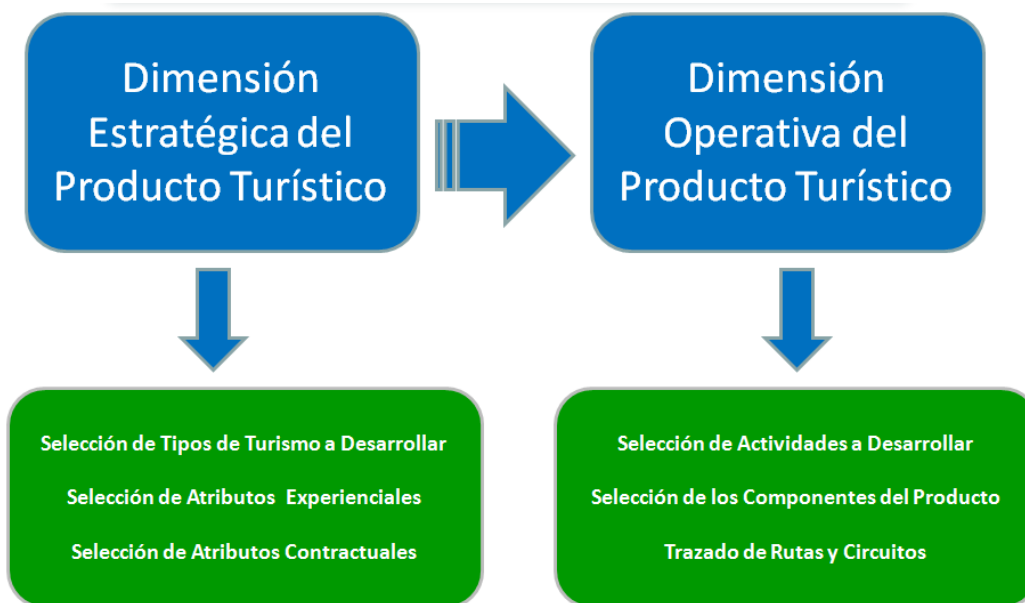 Dimensión
Estratégica del
Producto Turístico
Dimensión
Operativa del
Producto Turístico
Selección de Tipos de Turismo a Desarrollar
Selección de Atributos Experienciales
Selección de Atributos Contractuales
Selección de Actividades a Desarrollar
Selección de los Componentes del Producto
Trazado de Rutas y Circuitos